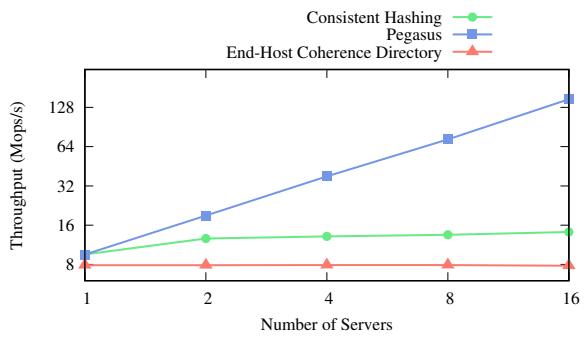 Consistent Hashing
Pegasus
End-Host Coherence Directory
Throughput (Mops/s)
128
64
32
16
8
1 2 4 8 16
Number of Servers